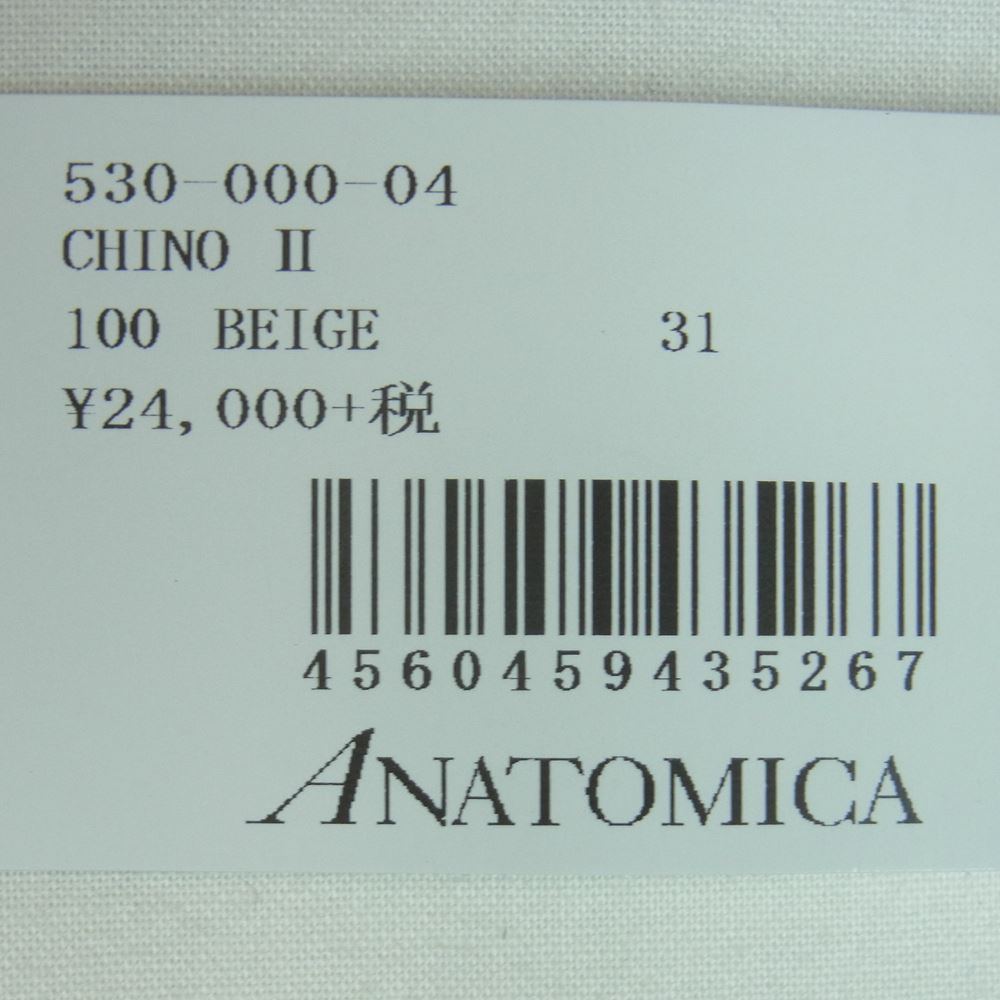 530-000-04
CHINO II
100 BEIGE 31
¥24,000+税
4560459435267
ANATOMICA